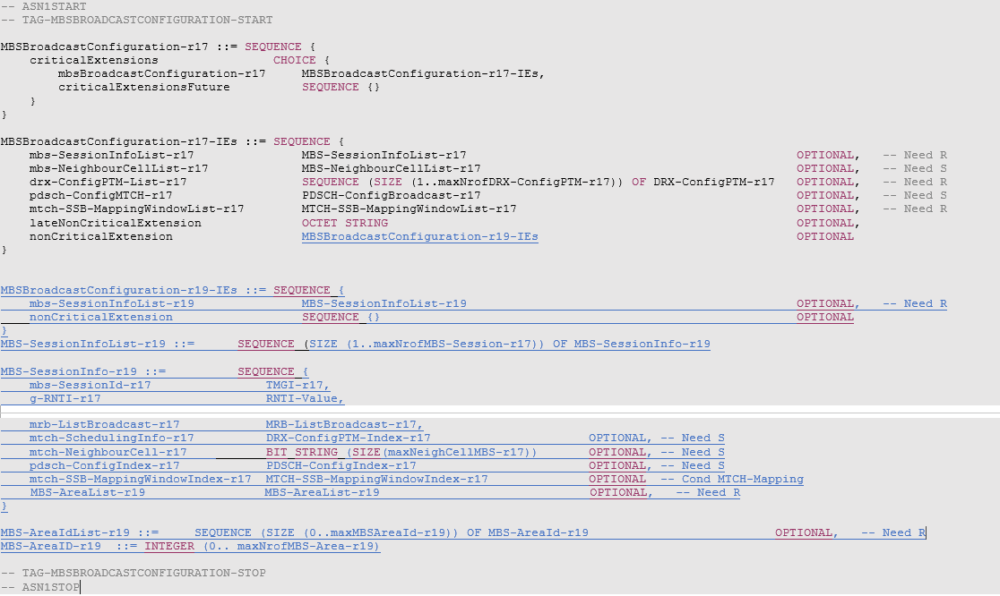 -- ASN1START
-- TAG-MBSBROADCASTCONFIGURATION-START
MBSBroadcastConfiguration-r17 ::= SEQUENCE {
    criticalExtensions                CHOICE {
        mbsBroadcastConfiguration-r17     MBSBroadcastConfiguration-r17-IEs,
        criticalExtensionsFuture          SEQUENCE {}
    }
}
MBSBroadcastConfiguration-r17-IEs ::= SEQUENCE {
    mbs-SessionInfoList-r17               MBS-SessionInfoList-r17                                              OPTIONAL,   -- Need R
    mbs-NeighbourCellList-r17             MBS-NeighbourCellList-r17                                            OPTIONAL,   -- Need S
    drx-ConfigPTM-List-r17                SEQUENCE (SIZE (1..maxNrofDRX-ConfigPTM-r17)) OF DRX-ConfigPTM-r17   OPTIONAL,   -- Need R
    pdsch-ConfigMTCH-r17                  PDSCH-ConfigBroadcast-r17                                            OPTIONAL,   -- Need S
    mtch-SSB-MappingWindowList-r17        MTCH-SSB-MappingWindowList-r17                                       OPTIONAL,   -- Need R
    lateNonCriticalExtension              OCTET STRING                                                         OPTIONAL,
    nonCriticalExtension                  MBSBroadcastConfiguration-r19-IEs                                    OPTIONAL
}
MBSBroadcastConfiguration-r19-IEs ::= SEQUENCE {
    mbs-SessionInfoList-r19               MBS-SessionInfoList-r19                                              OPTIONAL,   -- Need R
    nonCriticalExtension                  SEQUENCE {}                                                          OPTIONAL
}
MBS-SessionInfoList-r19 ::=      SEQUENCE (SIZE (1..maxNrofMBS-Session-r17)) OF MBS-SessionInfo-r19
MBS-SessionInfo-r19 ::=          SEQUENCE {
    mbs-SessionId-r17                TMGI-r17,
    g-RNTI-r17                       RNTI-Value,
    mrb-ListBroadcast-r17            MRB-ListBroadcast-r17,
    mtch-SchedulingInfo-r17          DRX-ConfigPTM-Index-r17                      OPTIONAL, -- Need S
    mtch-NeighbourCell-r17           BIT STRING (SIZE(maxNeighCellMBS-r17))       OPTIONAL, -- Need S
    pdsch-ConfigIndex-r17            PDSCH-ConfigIndex-r17                        OPTIONAL, -- Need S
    mtch-SSB-MappingWindowIndex-r17  MTCH-SSB-MappingWindowIndex-r17              OPTIONAL  -- Cond MTCH-Mapping
    MBS-AreaList-r19                 MBS-AreaList-r19                             OPTIONAL,   -- Need R
}
MBS-AreaIdList-r19 ::=     SEQUENCE (SIZE (0..maxMBSAreaId-r19)) OF MBS-AreaId-r19                          OPTIONAL,   -- Need R
MBS-AreaID-r19  ::= INTEGER (0.. maxNrofMBS-Area-r19)
-- TAG-MBSBROADCASTCONFIGURATION-STOP
-- ASN1STOP